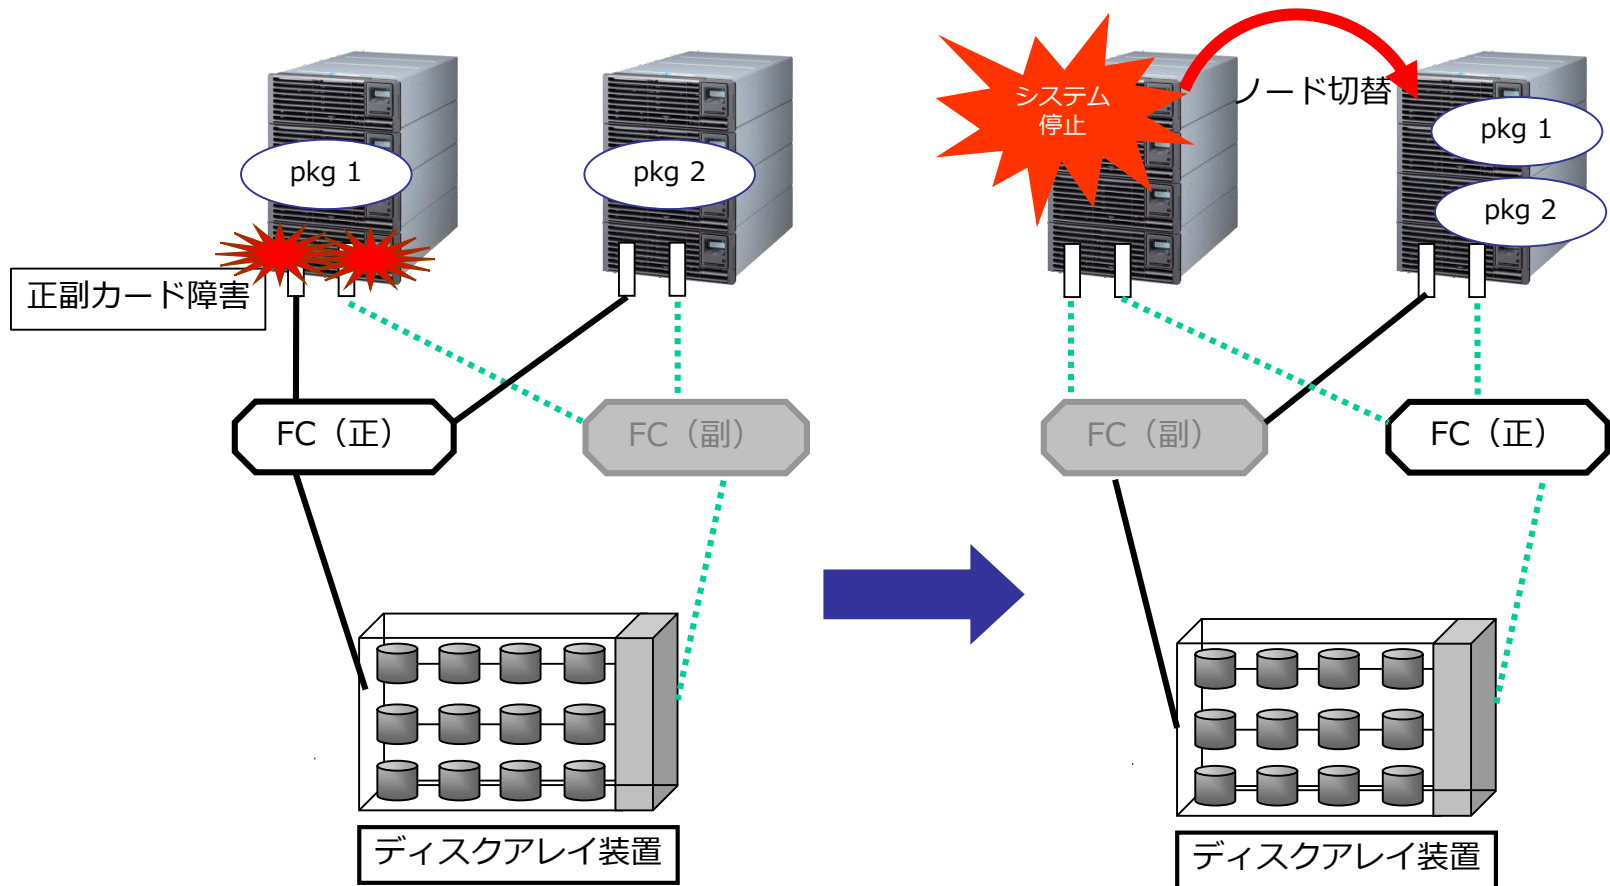 システム
停止
ノード切替
pkg 1
pkg 2
pkg 1
pkg 2
正副カード障害
FC（正）
FC（副）
FC（副）
FC（正）
ディスクアレイ装置
ディスクアレイ装置